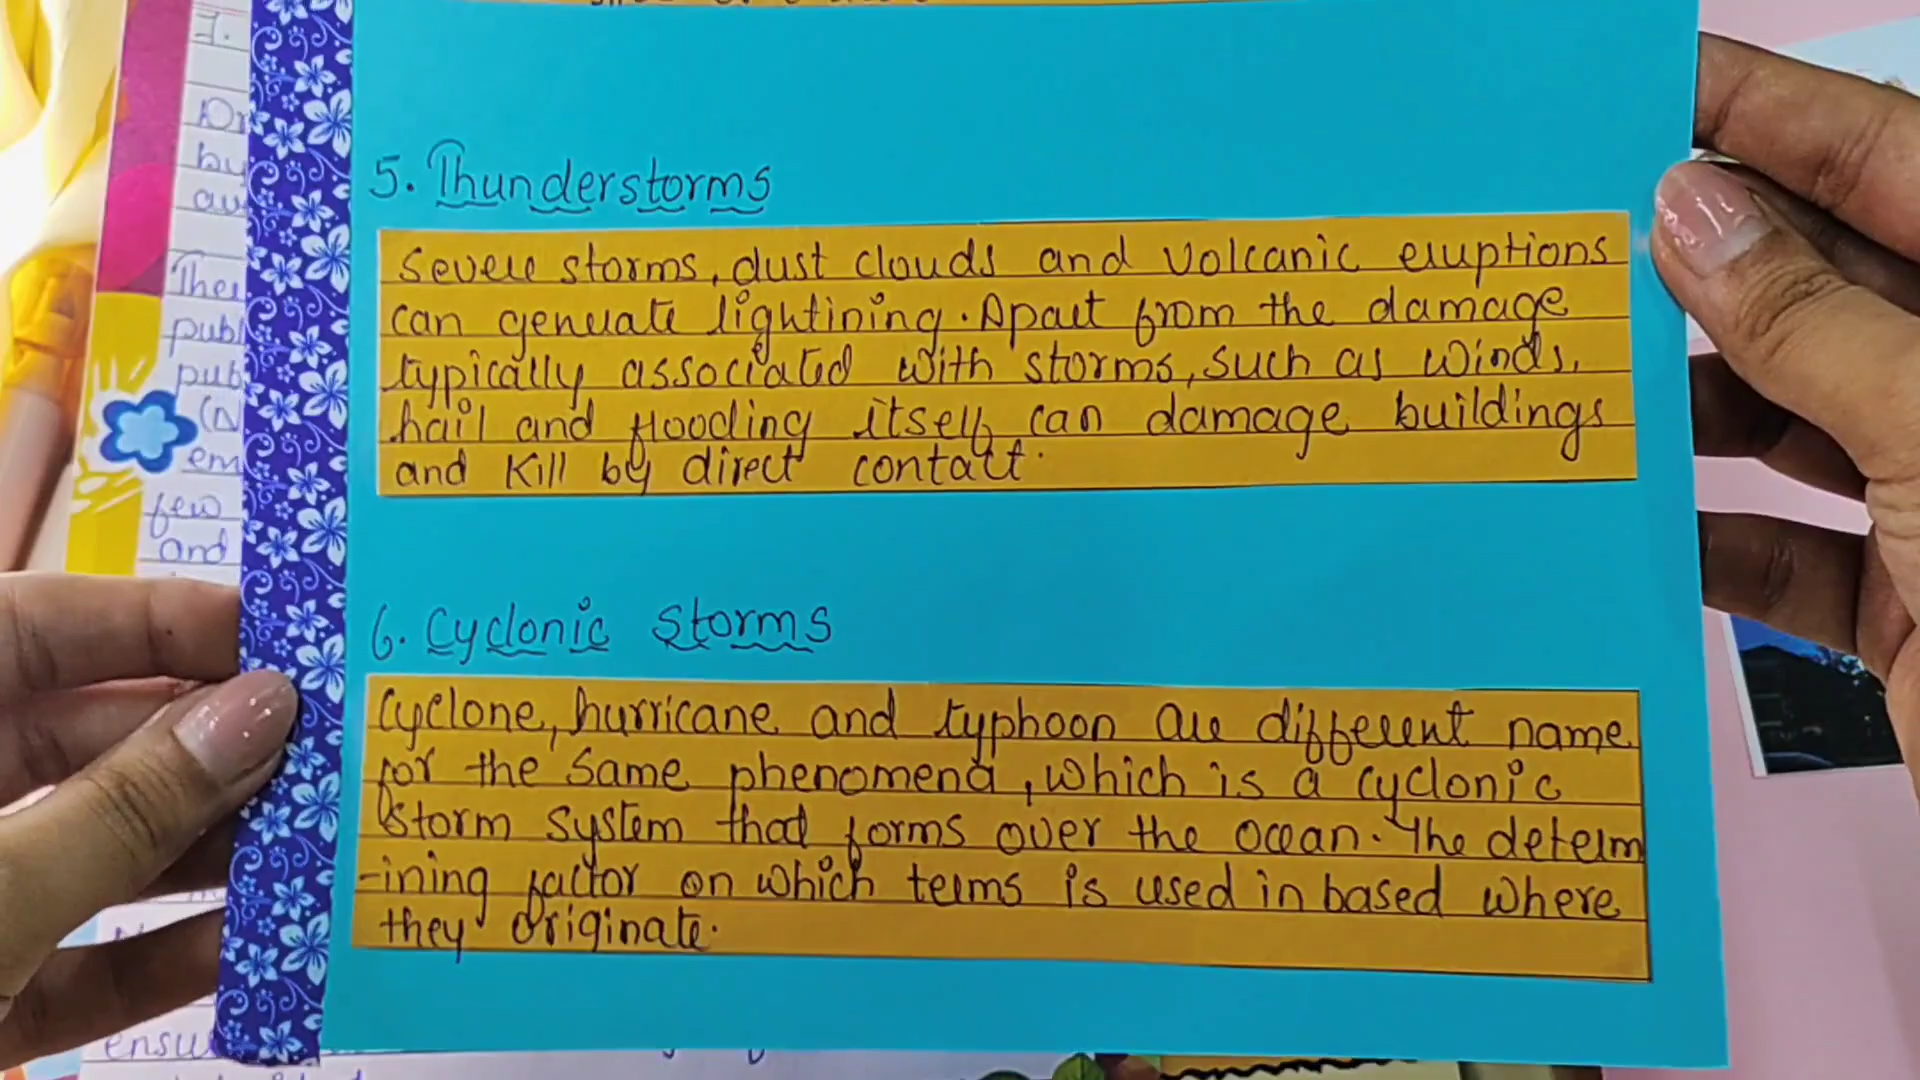 5. Thunderstorms
Severe storms, dust clouds and volcanic eruptions
can generate lightining. Apart from the damage
typically associated with storms, such as winds,
hail and flooding itself can damage buildings
and kill by direct contact.
6. Cyclonic storms
Cyclone, hurricane and typhoon are different name
for the same phenomena, which is a cyclonic
storm system that forms over the ocean. The determ
-ining factor on which terms is used in based where
they originate.
few
and